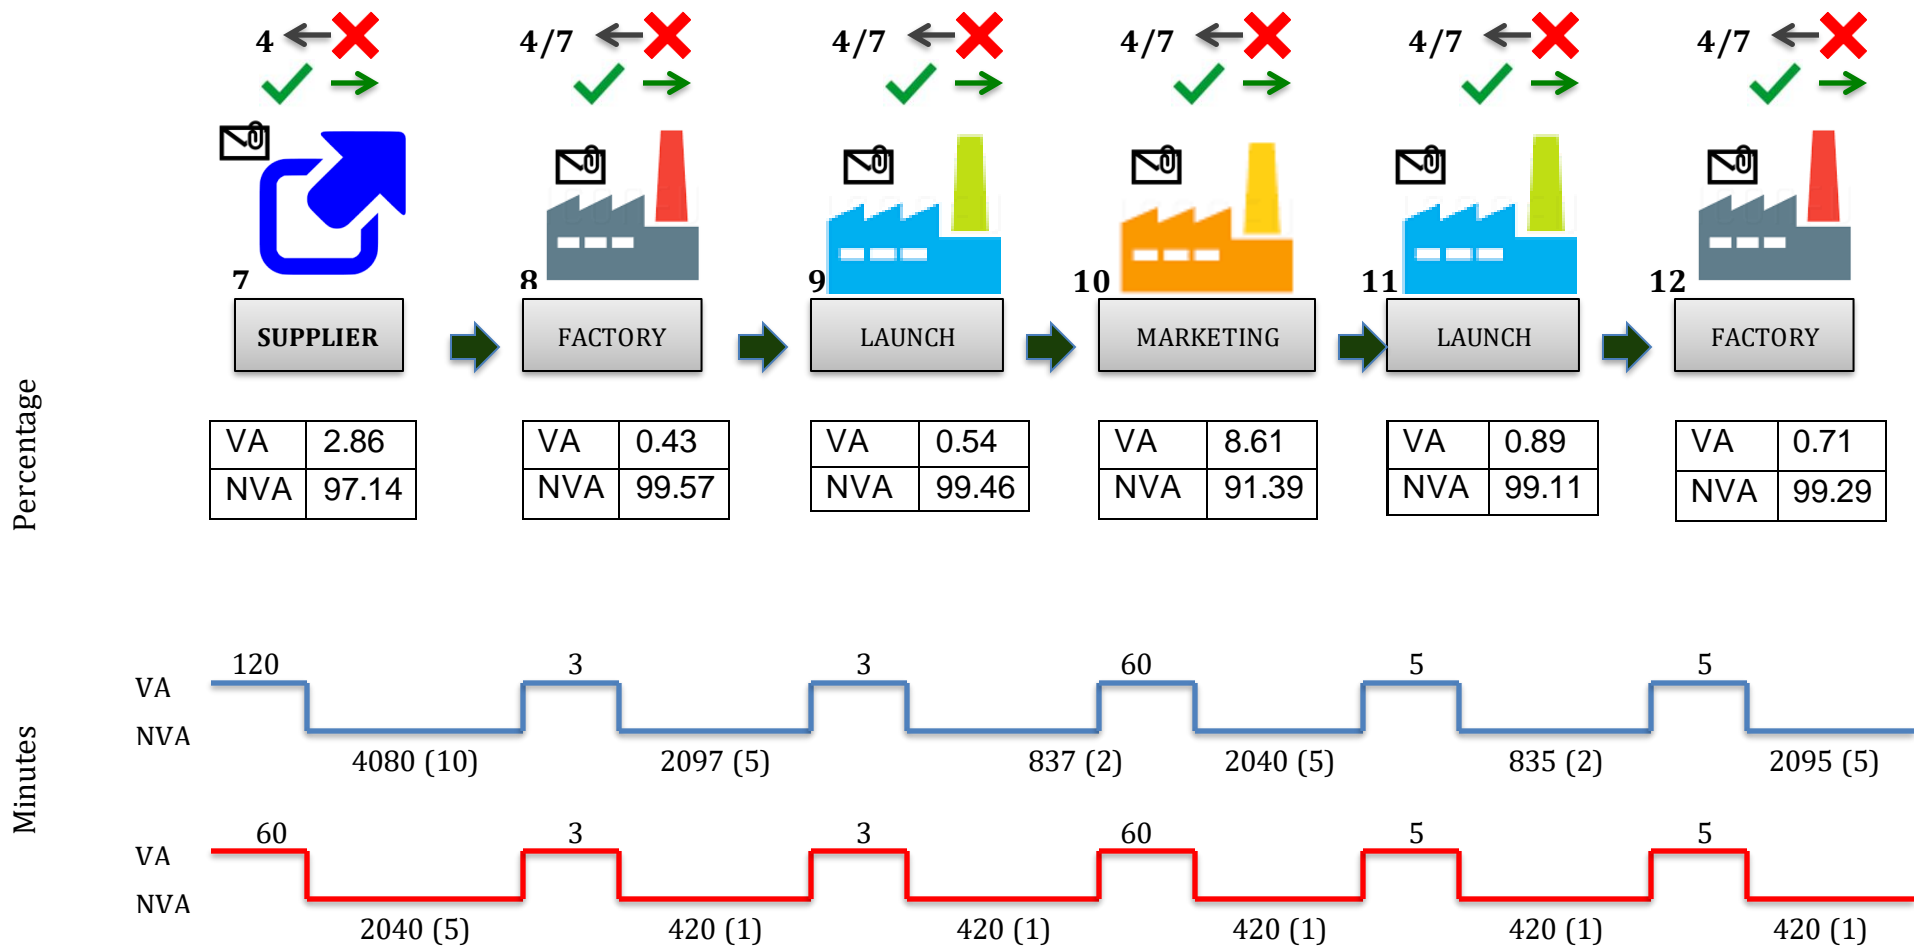 4 4/7 4/7 4/7 4/7 4/7
7 8 9 10 11 12
SUPPLIER FACTORY LAUNCH MARKETING LAUNCH FACTORY
Percentage
VA 2.86 VA 0.43 VA 0.54 VA 8.61 VA 0.89 VA 0.71
NVA 97.14 NVA 99.57 NVA 99.46 NVA 91.39 NVA 99.11 NVA 99.29
Minutes
120 3 3 60 5 5
VA
NVA
4080 (10) 2097 (5) 837 (2) 2040 (5) 835 (2) 2095 (5)
60 3 3 60 5 5
VA
NVA
2040 (5) 420 (1) 420 (1) 420 (1) 420 (1) 420 (1)